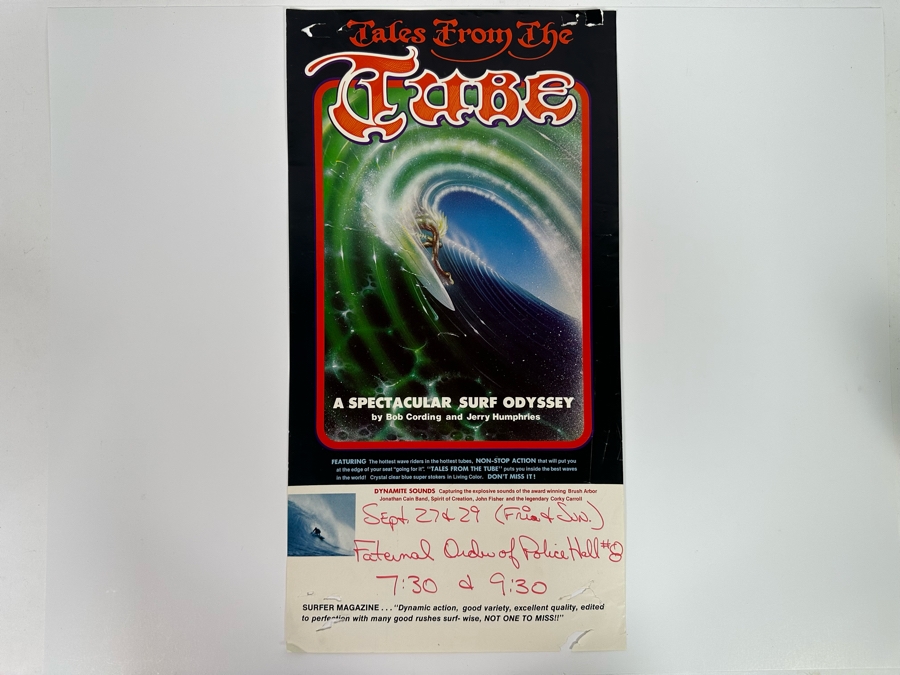 Tales From The
TUBE
A SPECTACULAR SURF ODYSSEY
by Bob Cording and Jerry Humphries
FEATURING The hottest wave riders in the hottest tubes, NON-STOP ACTION that will put you
at the edge of your seat "going for it". "TALES FROM THE TUBE" puts you inside the best waves
in the world! Crystal clear blue super stokers in Living Color. DON'T MISS IT!
DYNAMITE SOUNDS Capturing the explosive sounds of the award winning Brush Arbor
Jonathan Cain Band, Spirit of Creation, John Fisher and the legendary Corky Carroll
Sept 27 & 29 (Fri & Sun.)
Faternal Order of Police Hall #8
7:30 & 9:30
SURFER MAGAZINE . . . "Dynamic action, good variety, excellent quality, edited
to perfection with many good rushes surf- wise, NOT ONE TO MISS!!"